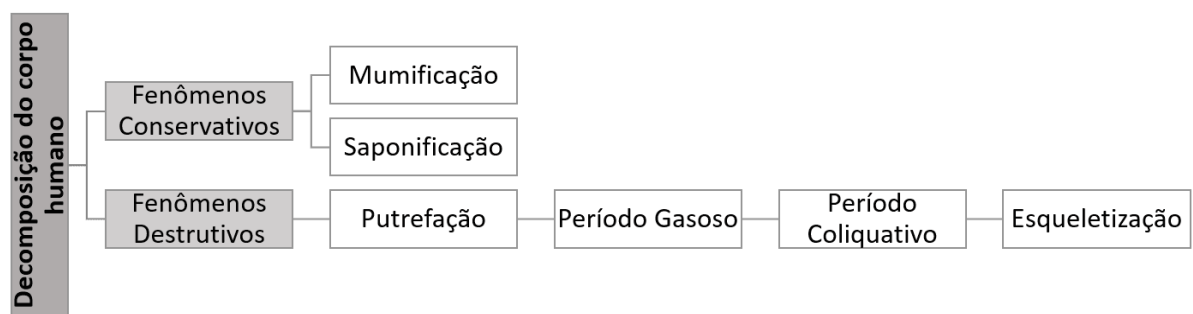 Decomposição do corpo
humano
Fenômenos
Conservativos
Mumificação
Saponificação
Fenômenos
Destrutivos
Putrefação
Período Gasoso
Período
Coliquativo
Esqueletização